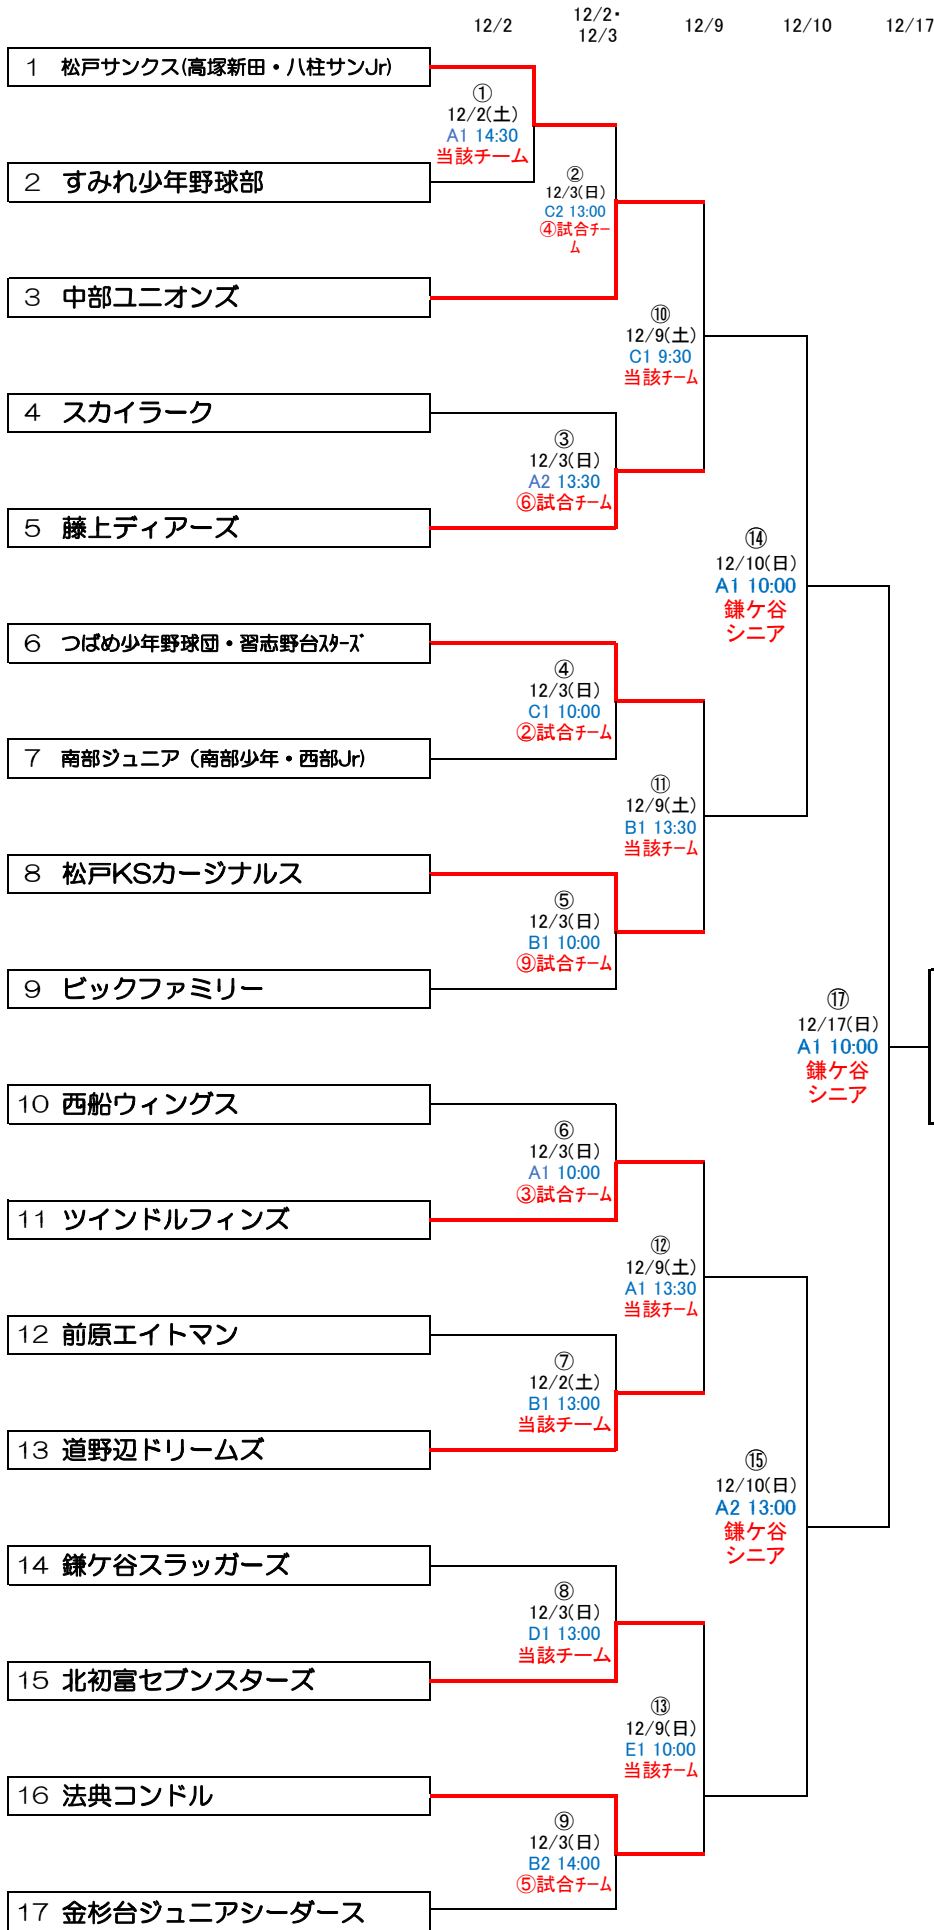 12/2
12/2・
12/3
12/9
12/10
12/17
1 松戸サンクス(高塚新田・八柱サンJr)
①
12/2(土)
A1 14:30
当該チーム
2 すみれ少年野球部
②
12/3(日)
C2 13:00
④試合ﾁｰ
ﾑ
3 中部ユニオンズ
⑩
12/9(土)
C1 9:30
当該ﾁｰﾑ
4 スカイラーク
③
12/3(日)
A2 13:30
⑥試合ﾁｰﾑ
5 藤上ディアーズ
⑭
12/10(日)
A1 10:00
鎌ケ谷
シニア
6 つばめ少年野球団・習志野台ｽﾀｰｽﾞ
④
12/3(日)
C1 10:00
②試合ﾁｰﾑ
7 南部ジュニア（南部少年・西部Jr)
⑪
12/9(土)
B1 13:30
当該ﾁｰﾑ
8 松戸KSカージナルス
⑤
12/3(日)
B1 10:00
⑨試合ﾁｰﾑ
9 ビックファミリー
⑰
12/17(日)
A1 10:00
鎌ケ谷
シニア
10 西船ウィングス
⑥
12/3(日)
A1 10:00
③試合ﾁｰﾑ
11 ツインドルフィンズ
⑫
12/9(土)
A1 13:30
当該ﾁｰﾑ
12 前原エイトマン
⑦
12/2(土)
B1 13:00
当該チーム
13 道野辺ドリームズ
⑮
12/10(日)
A2 13:00
鎌ケ谷
シニア
14 鎌ケ谷スラッガーズ
⑧
12/3(日)
D1 13:00
当該チーム
15 北初富セブンスターズ
⑬
12/9(日)
E1 10:00
当該ﾁｰﾑ
16 法典コンドル
⑨
12/3(日)
B2 14:00
⑤試合ﾁｰﾑ
17 金杉台ジュニアシーダース